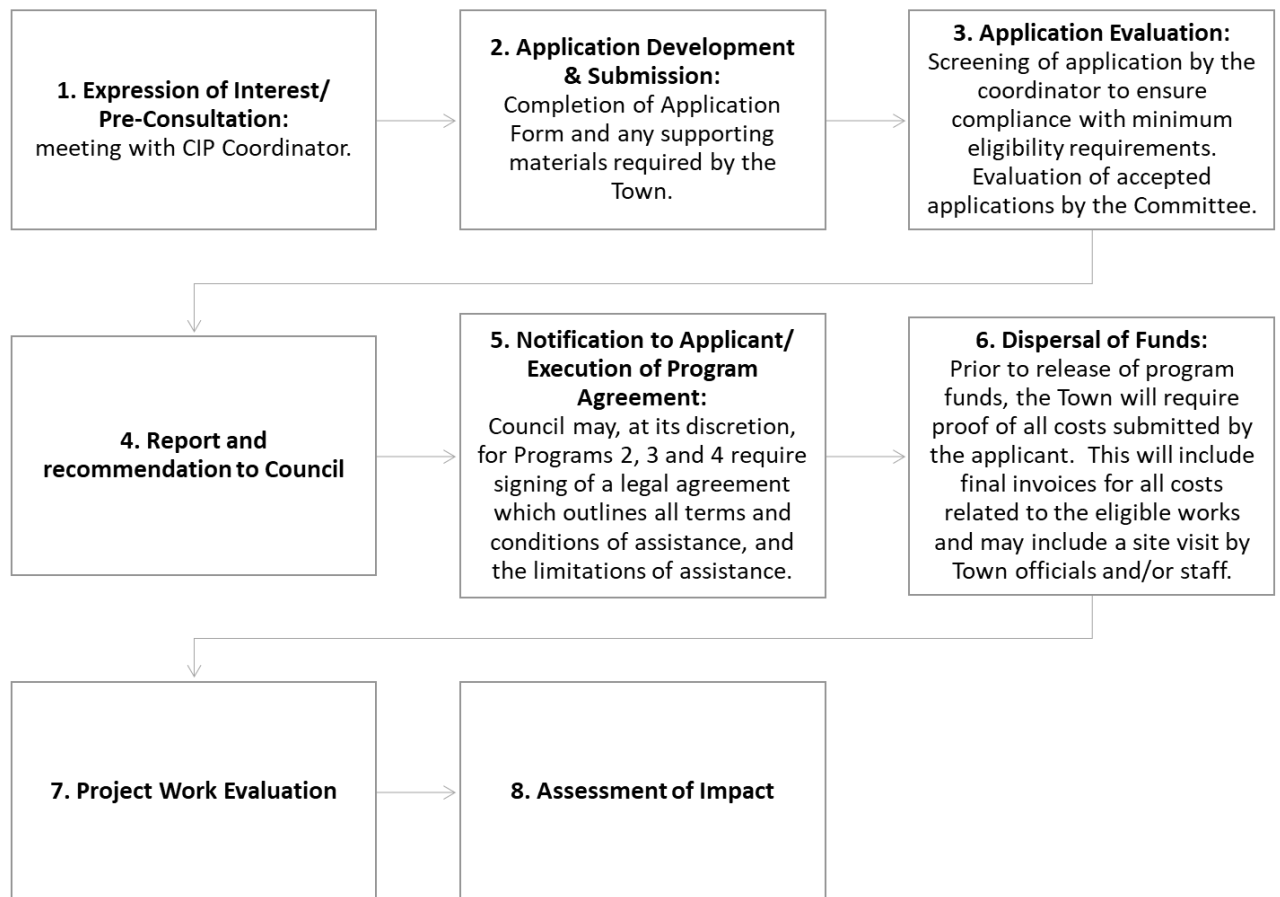 1. Expression of Interest/
Pre-Consultation:
meeting with CIP Coordinator.
2. Application Development
& Submission:
Completion of Application
Form and any supporting
materials required by the
Town.
3. Application Evaluation:
Screening of application by the
coordinator to ensure
compliance with minimum
eligibility requirements.
Evaluation of accepted
applications by the Committee.
4. Report and
recommendation to Council
5. Notification to Applicant/
Execution of Program
Agreement:
Council may, at its discretion,
for Programs 2, 3 and 4 require
signing of a legal agreement
which outlines all terms and
conditions of assistance, and
the limitations of assistance.
6. Dispersal of Funds:
Prior to release of program
funds, the Town will require
proof of all costs submitted by
the applicant.  This will include
final invoices for all costs
related to the eligible works
and may include a site visit by
Town officials and/or staff.
7. Project Work Evaluation
8. Assessment of Impact